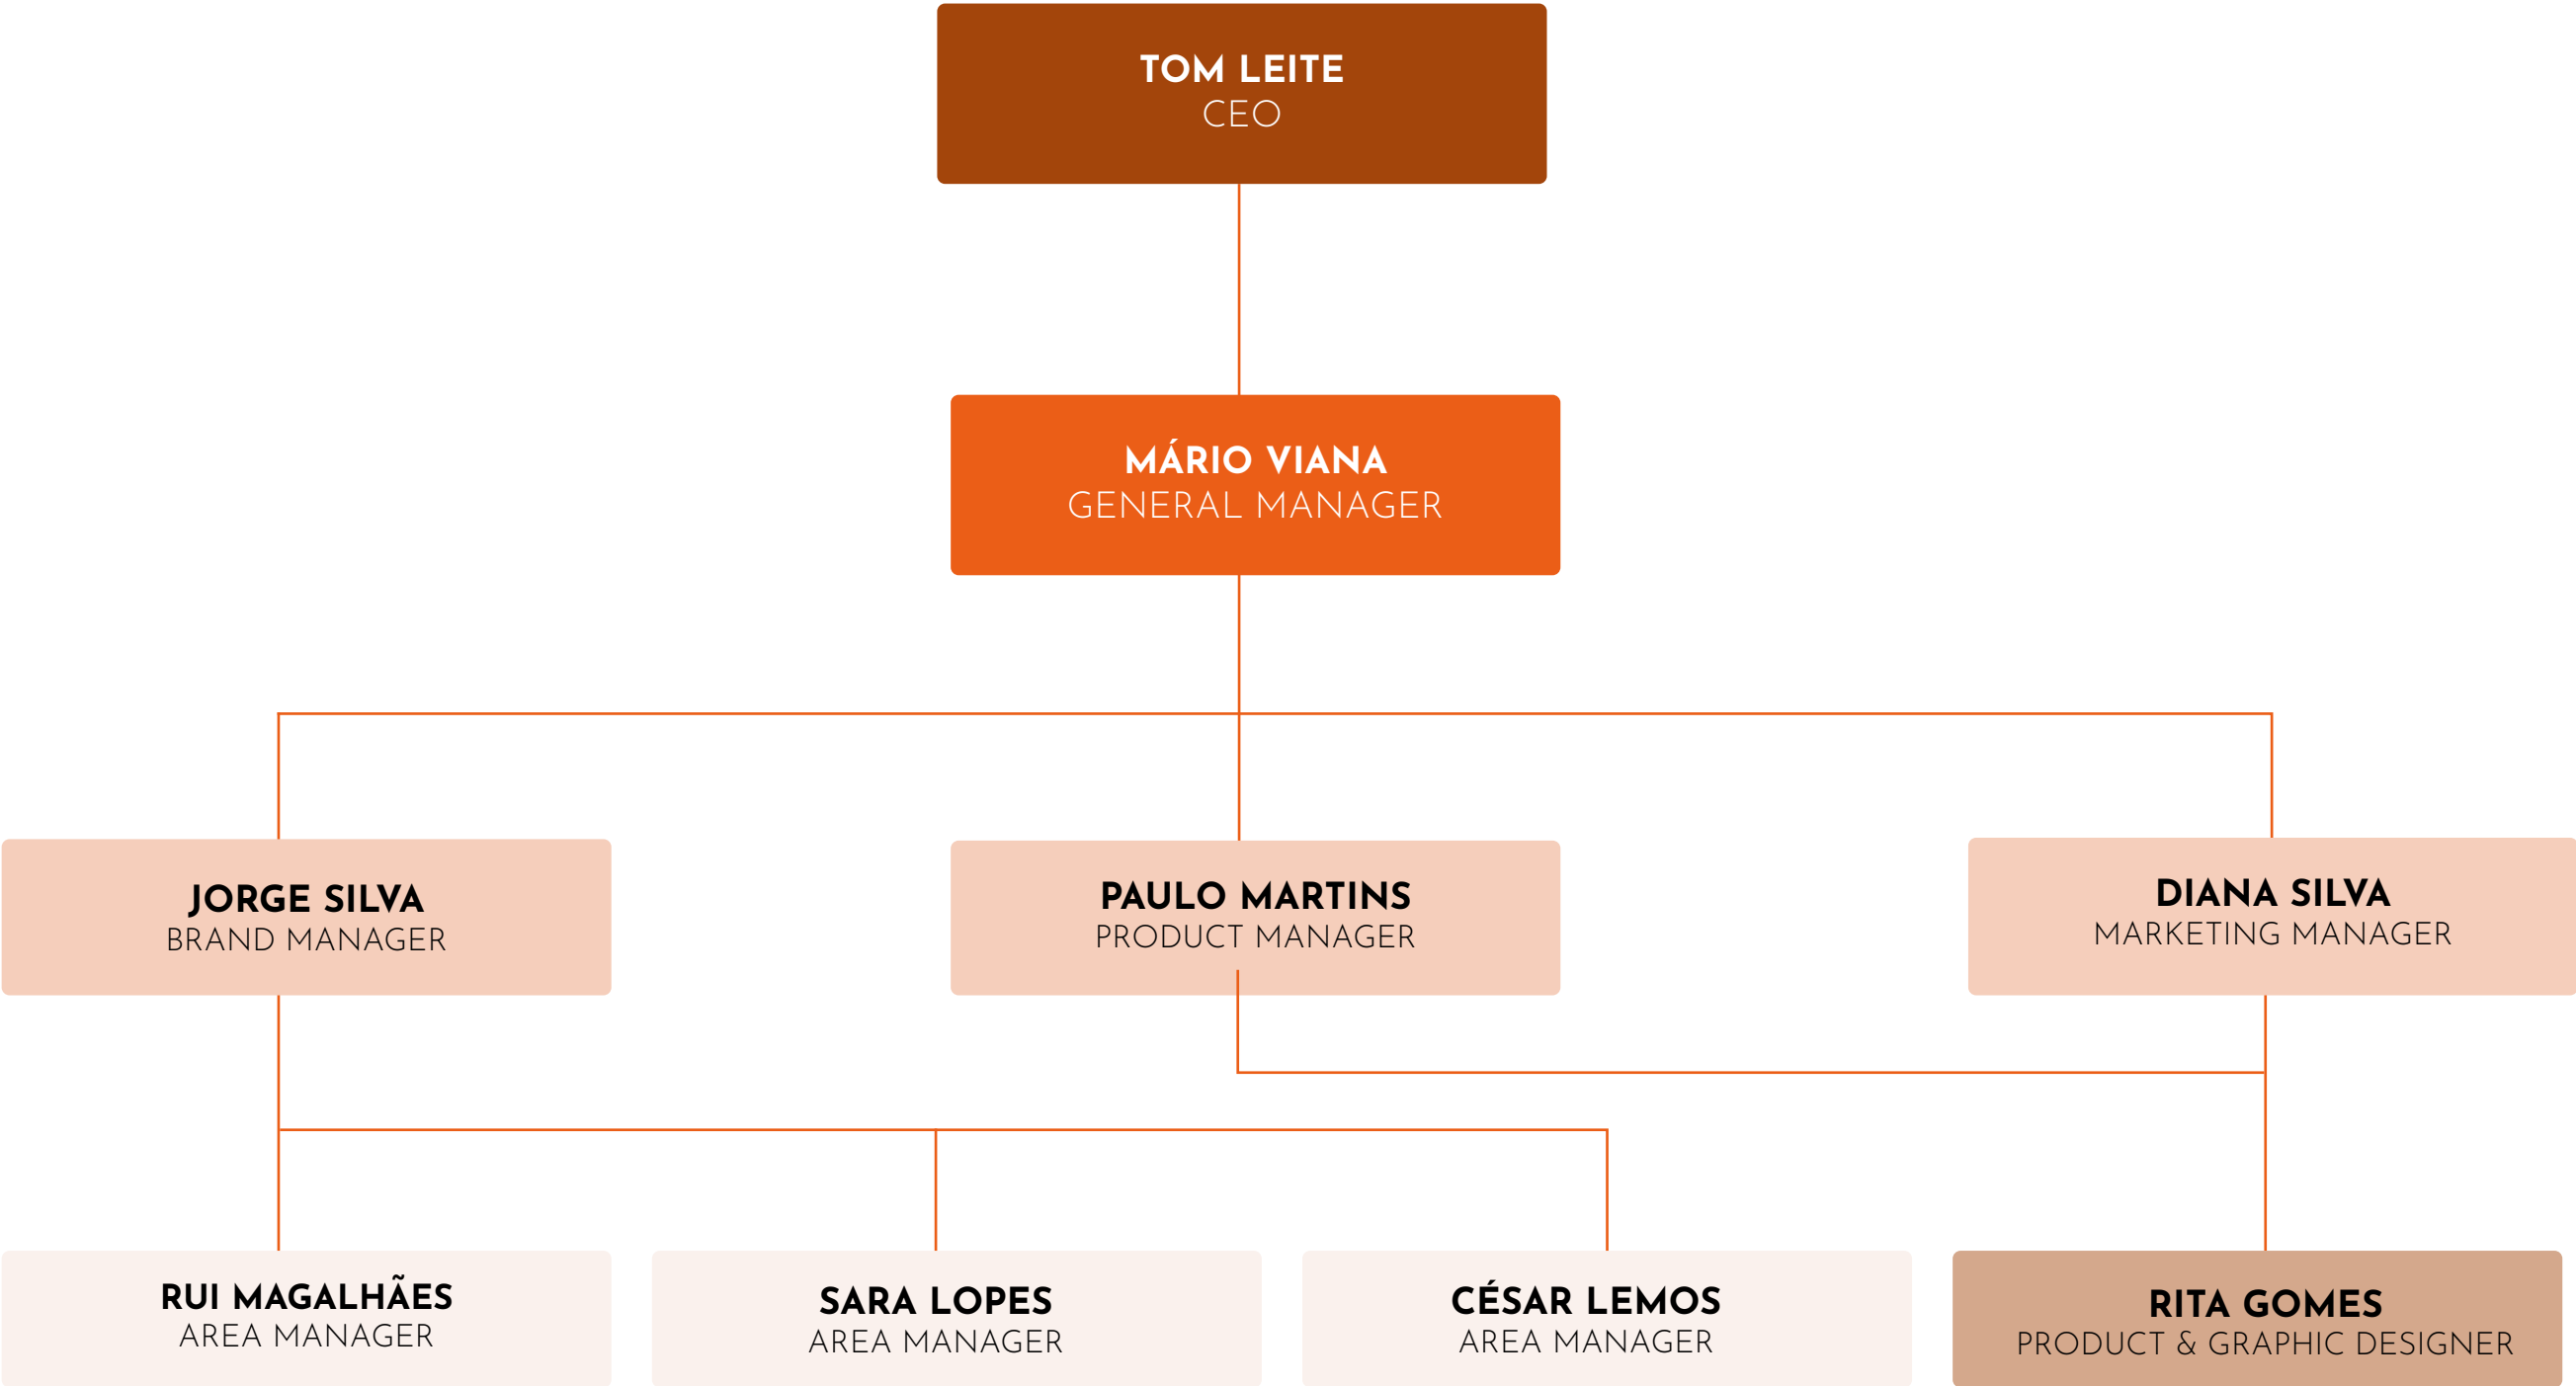 TOM LEITE
CEO
MÁRIO VIANA
GENERAL MANAGER
JORGE SILVA
BRAND MANAGER
PAULO MARTINS
PRODUCT MANAGER
DIANA SILVA
MARKETING MANAGER
RUI MAGALHÃES
AREA MANAGER
SARA LOPES
AREA MANAGER
CÉSAR LEMOS
AREA MANAGER
RITA GOMES
PRODUCT & GRAPHIC DESIGNER